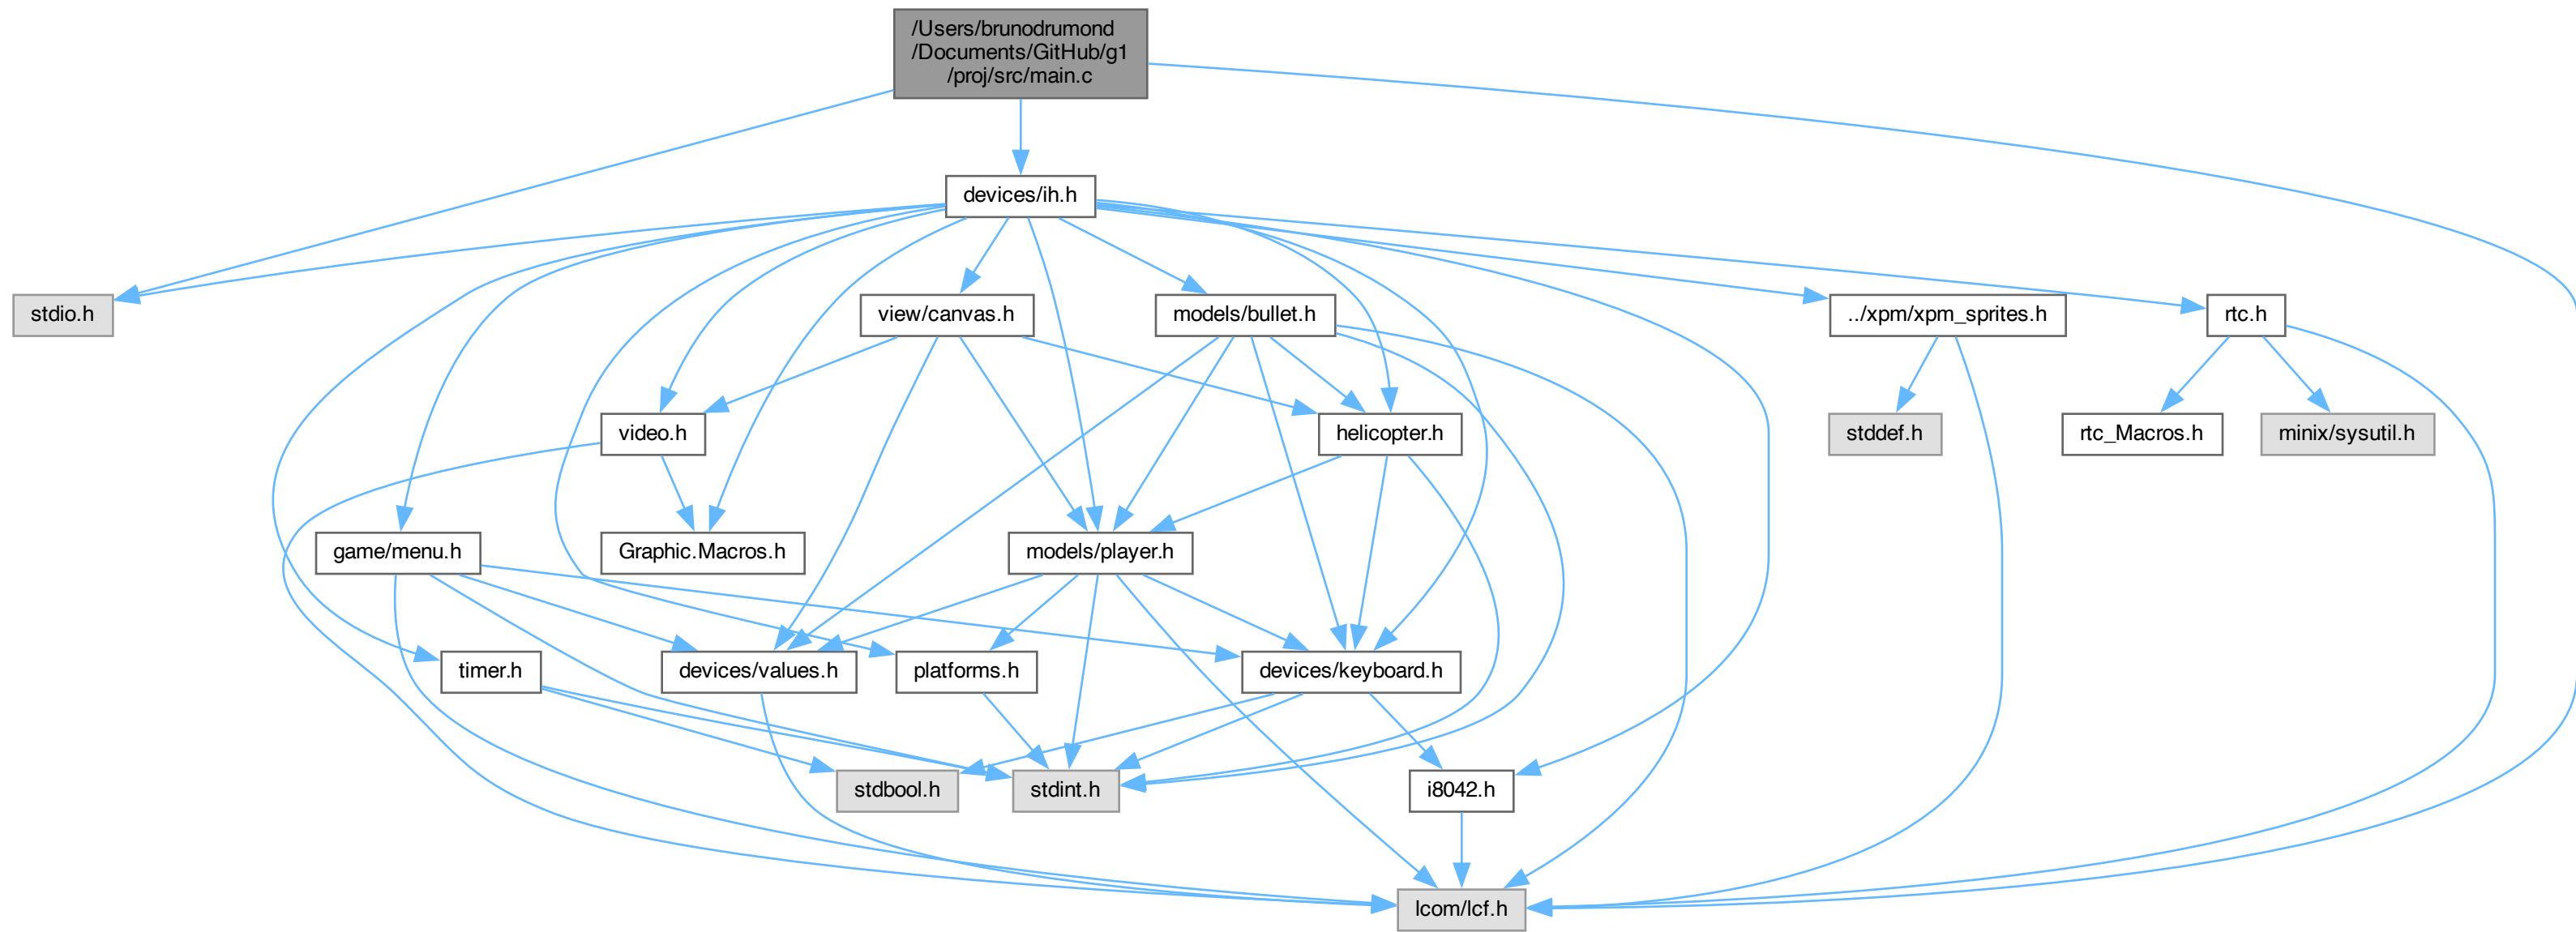 /Users/brunodrumond
/Documents/GitHub/g1
/proj/src/main.c
devices/ih.h
stdio.h
view/canvas.h
models/bullet.h
../xpm/xpm_sprites.h
rtc.h
video.h
helicopter.h
stddef.h
rtc_Macros.h
minix/sysutil.h
game/menu.h
Graphic.Macros.h
models/player.h
timer.h
devices/values.h
platforms.h
devices/keyboard.h
stdbool.h
stdint.h
i8042.h
lcom/lcf.h